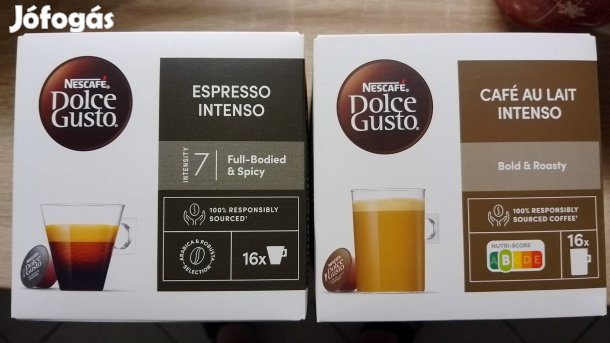 Jófogás
NESCAFÉ
Dolce
Gusto
ESPRESSO
INTENSO
INTENSITY
7
Full-Bodied
& Spicy
100% RESPONSIBLY
SOURCED
ARABICA & ROBUSTA
SELECTION
16x
NESCAFÉ
Dolce
Gusto
CAFÉ AU LAIT
INTENSO
Bold & Roasty
100% RESPONSIBLY
SOURCED COFFEE
NUTRI-SCORE
A B C D E
16x